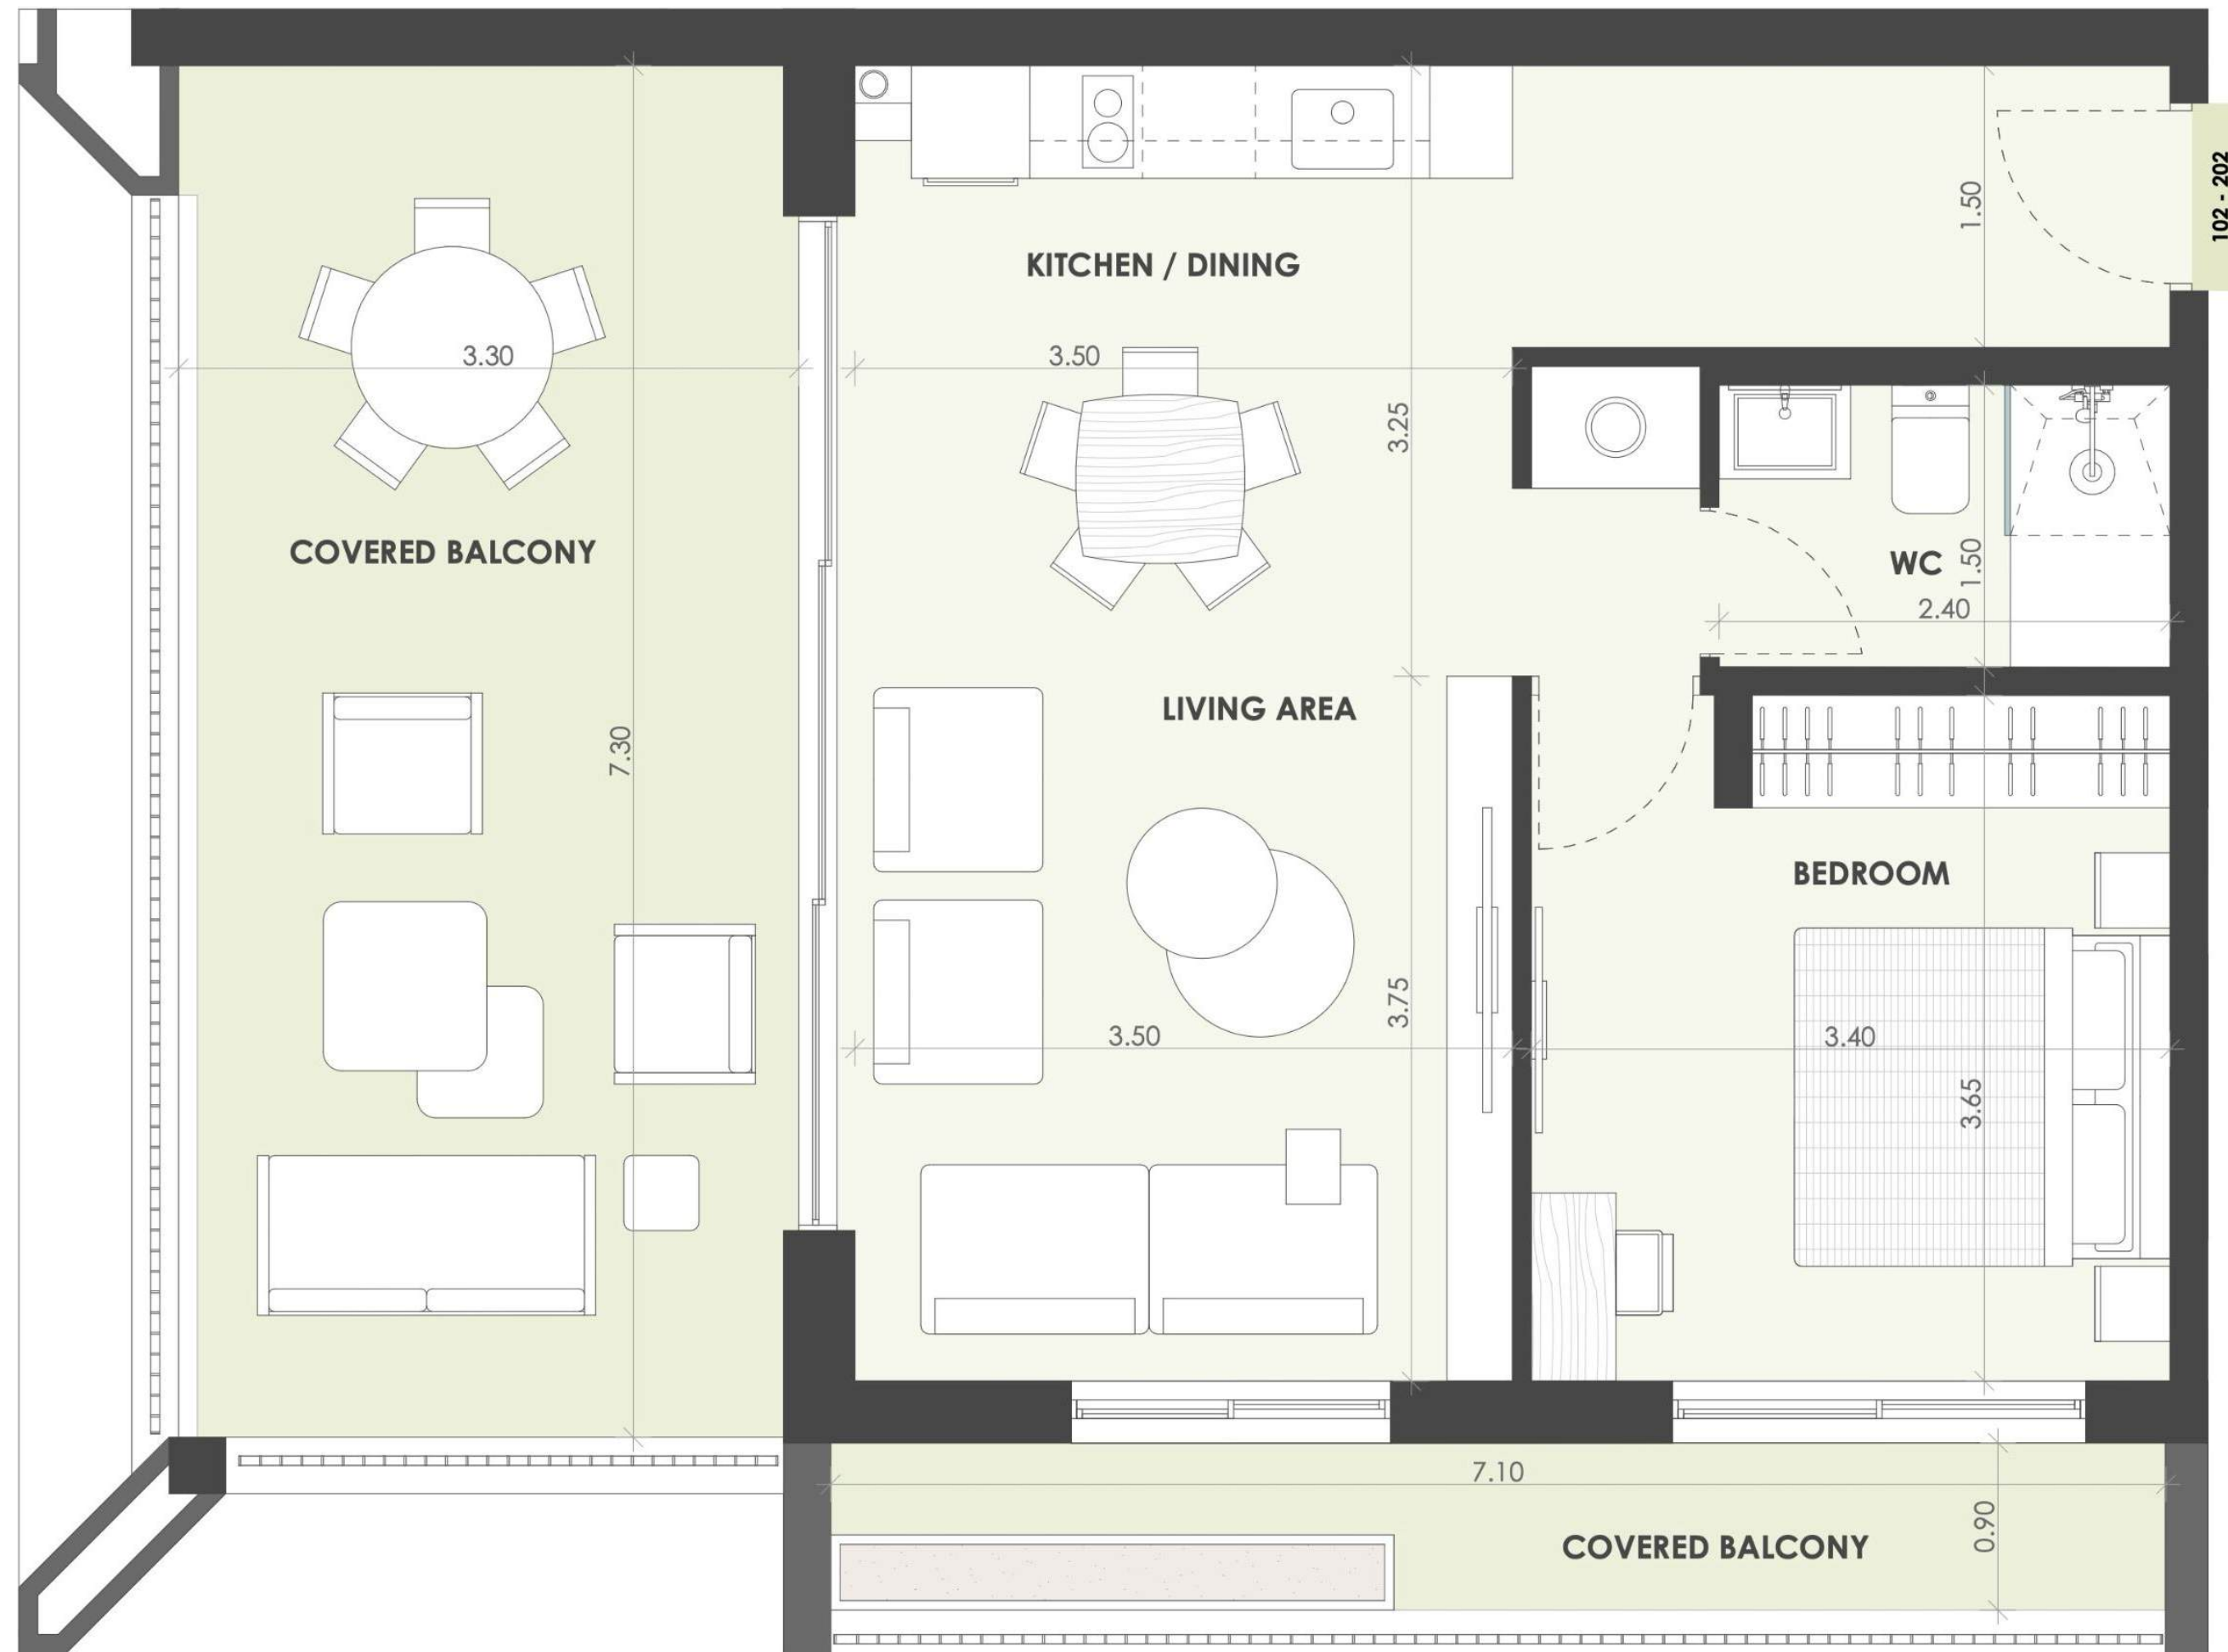 102 - 202
1.50
KITCHEN / DINING
3.30
3.50
3.25
COVERED BALCONY
WC
1.50
2.40
LIVING AREA
7.30
BEDROOM
3.75
3.50
3.40
3.65
7.10
0.90
COVERED BALCONY